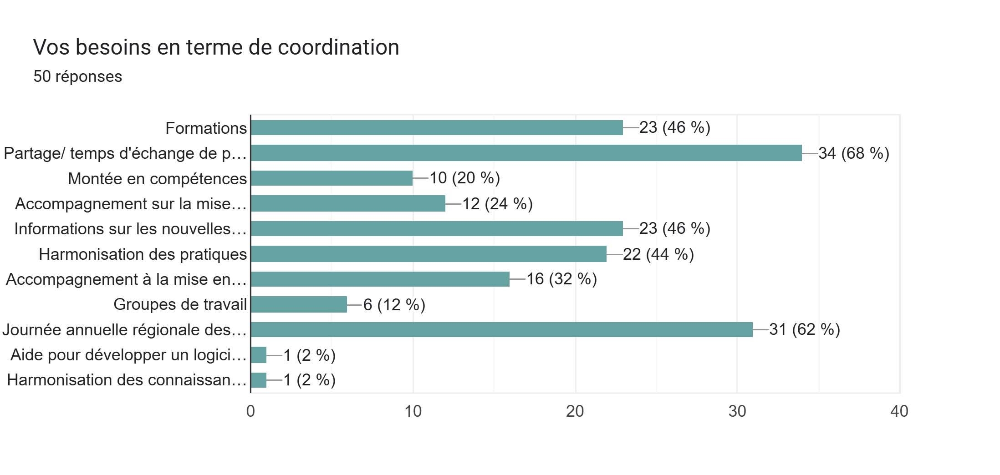 Vos besoins en terme de coordination
50 réponses
Formations 23 (46 %)
Partage/ temps d'échange de p… 34 (68 %)
Montée en compétences 10 (20 %)
Accompagnement sur la mise… 12 (24 %)
Informations sur les nouvelles… 23 (46 %)
Harmonisation des pratiques 22 (44 %)
Accompagnement à la mise en… 16 (32 %)
Groupes de travail 6 (12 %)
Journée annuelle régionale des… 31 (62 %)
Aide pour développer un logici… 1 (2 %)
Harmonisation des connaissan… 1 (2 %)
0 10 20 30 40